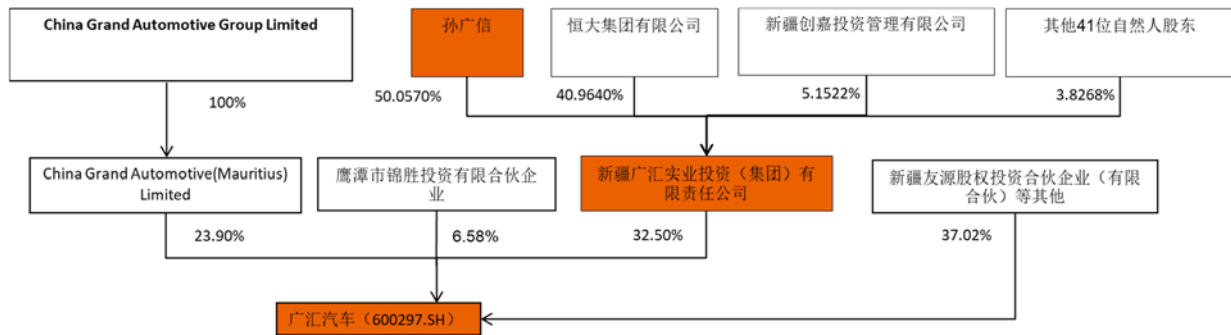 China Grand Automotive Group Limited
孙广信
恒大集团有限公司
新疆创嘉投资管理有限公司
其他41位自然人股东
100%
50.0570%
40.9640%
5.1522%
3.8268%
China Grand Automotive(Mauritius)
Limited
鹰潭市锦胜投资有限合伙企
业
新疆广汇实业投资（集团）有
限责任公司
新疆友源股权投资合伙企业（有限
合伙）等其他
23.90%
6.58%
32.50%
37.02%
广汇汽车（600297.SH）